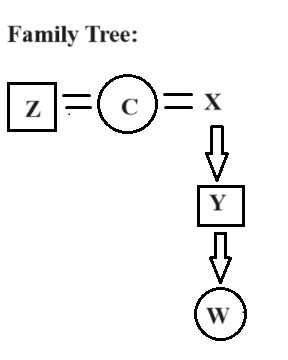 Family Tree:
Z = C = X
Y
W